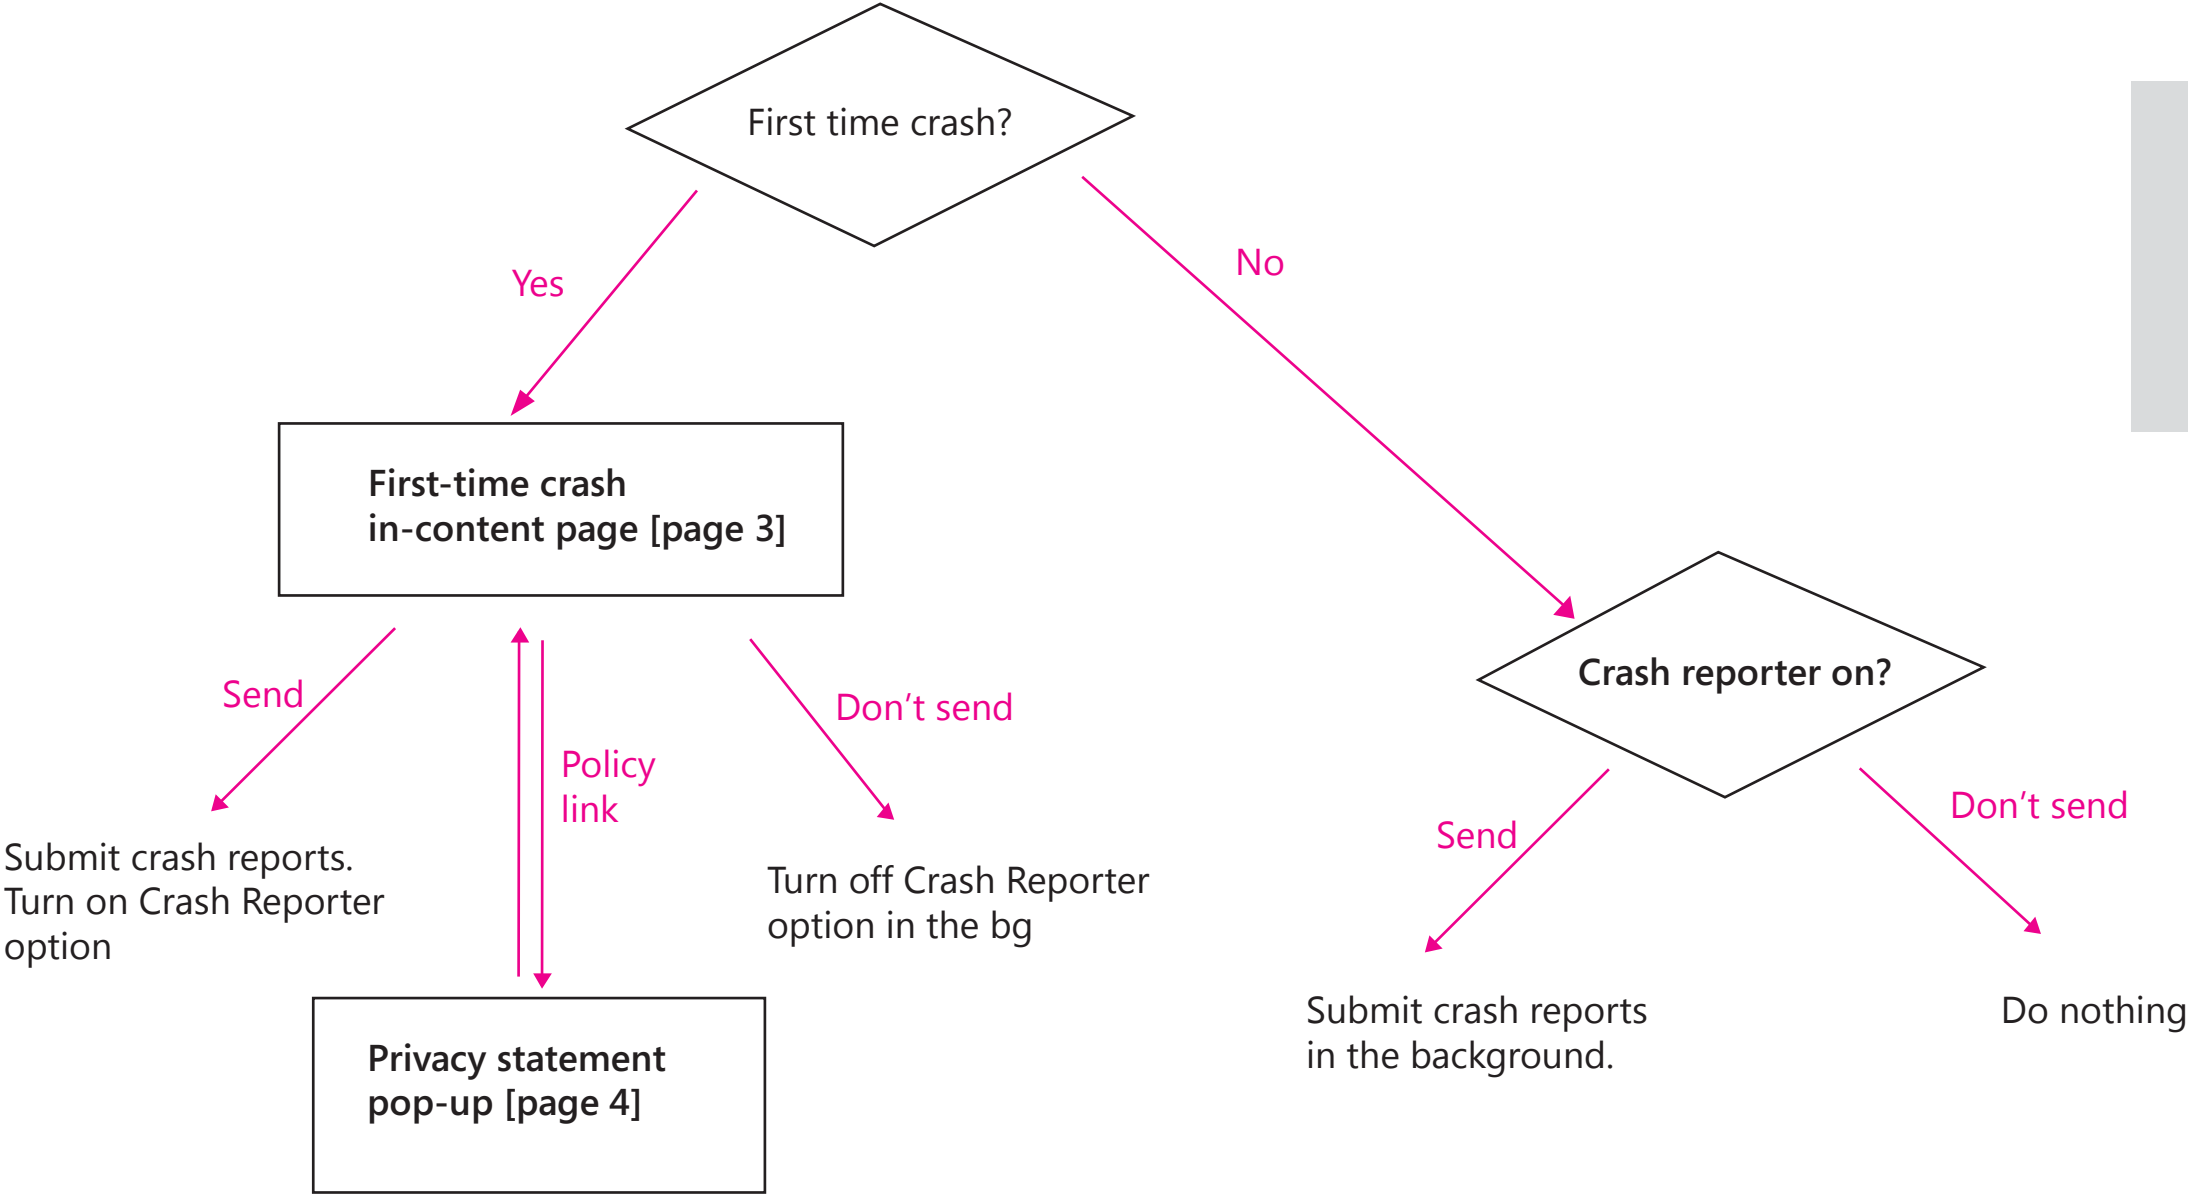 First time crash?
Yes
No
First-time crash
in-content page [page 3]
Crash reporter on?
Send
Policy
link
Don't send
Send
Don't send
Submit crash reports.
Turn on Crash Reporter
option
Turn off Crash Reporter
option in the bg
Submit crash reports
in the background.
Do nothing
Privacy statement
pop-up [page 4]